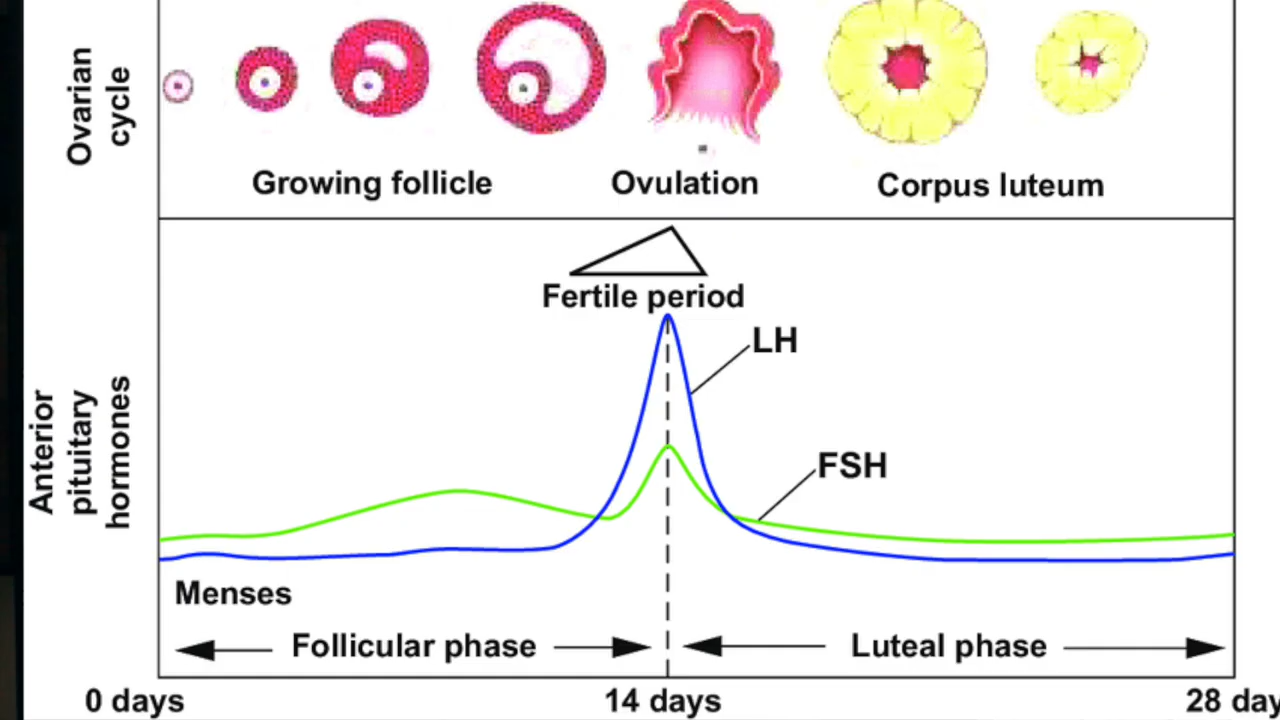 Ovarian
cycle
Growing follicle
Ovulation
Corpus luteum
Fertile period
LH
FSH
Anterior
pituitary
hormones
Menses
Follicular phase
Luteal phase
0 days
14 days
28 day